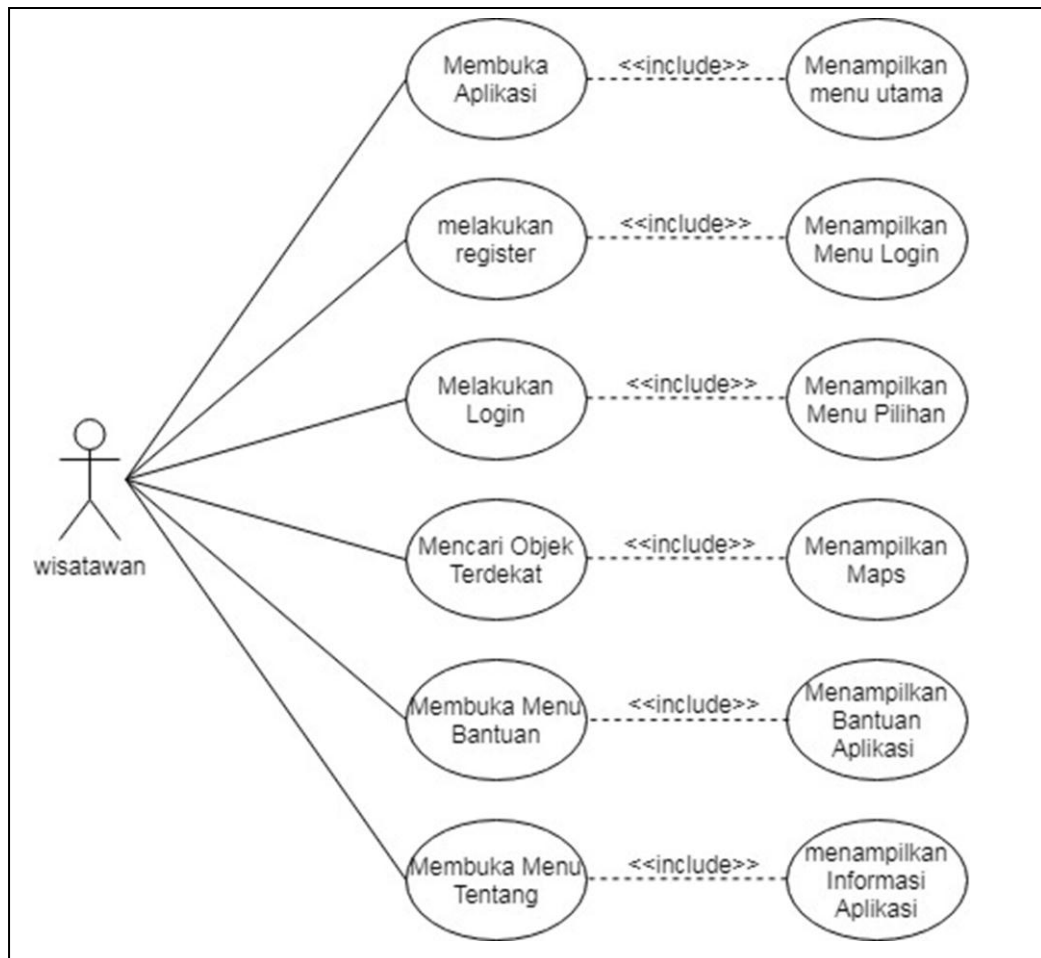 Membuka
Aplikasi
<<include>>
Menampilkan
menu utama
melakukan
register
<<include>>
Menampilkan
Menu Login
Melakukan
Login
<<include>>
Menampilkan
Menu Pilihan
wisatawan
Mencari Objek
Terdekat
<<include>>
Menampilkan
Maps
Membuka Menu
Bantuan
<<include>>
Menampilkan
Bantuan
Aplikasi
Membuka Menu
Tentang
<<include>>
menampilkan
Informasi
Aplikasi